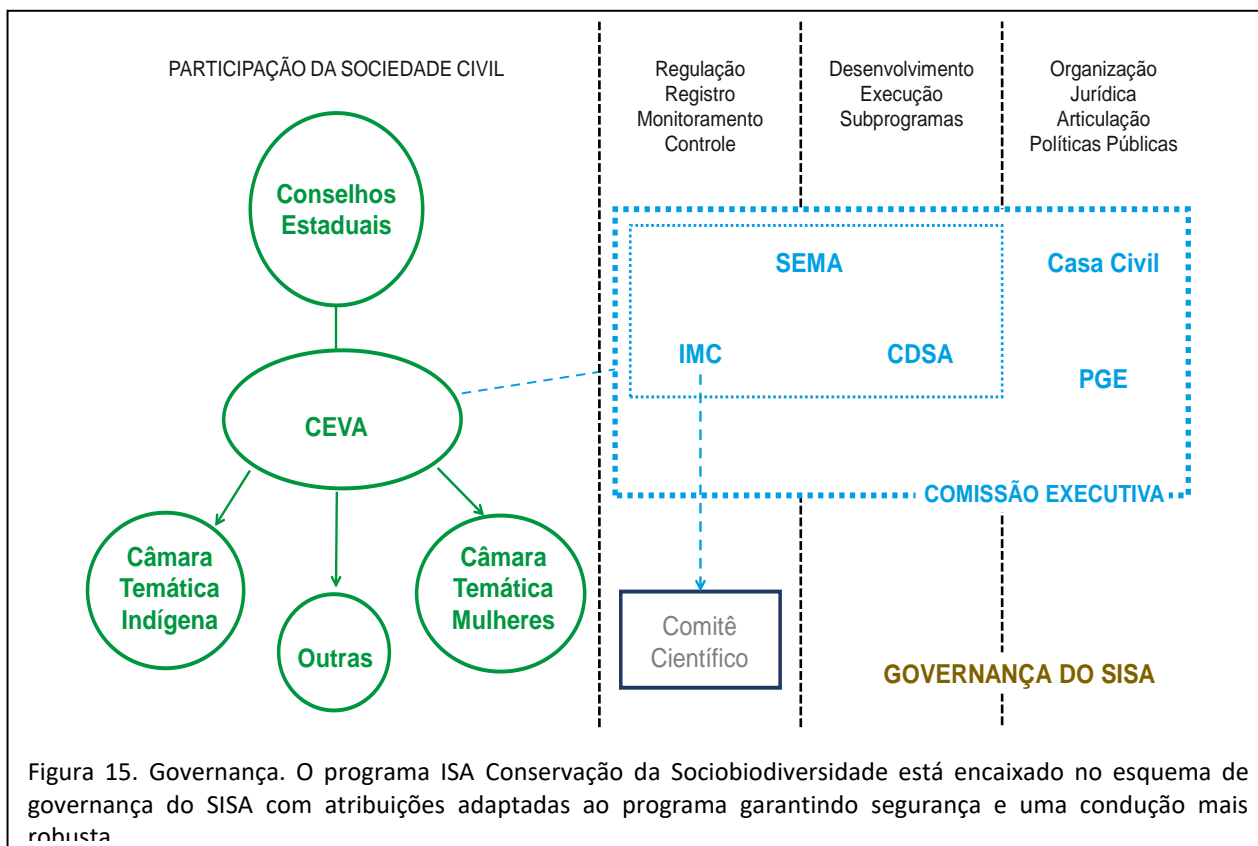 PARTICIPAÇÃO DA SOCIEDADE CIVIL
Regulação
Registro
Monitoramento
Controle
Desenvolvimento
Execução
Subprogramas
Organização
Jurídica
Articulação
Políticas Públicas
Conselhos
Estaduais
CEVA
Câmara
Temática
Indígena
Outras
Câmara
Temática
Mulheres
SEMA
IMC
CDSA
Casa Civil
PGE
COMISSÃO EXECUTIVA
Comitê
Científico
GOVERNANÇA DO SISA
Figura 15. Governança. O programa ISA Conservação da Sociobiodiversidade está encaixado no esquema de
governança do SISA com atribuições adaptadas ao programa garantindo segurança e uma condução mais
robusta